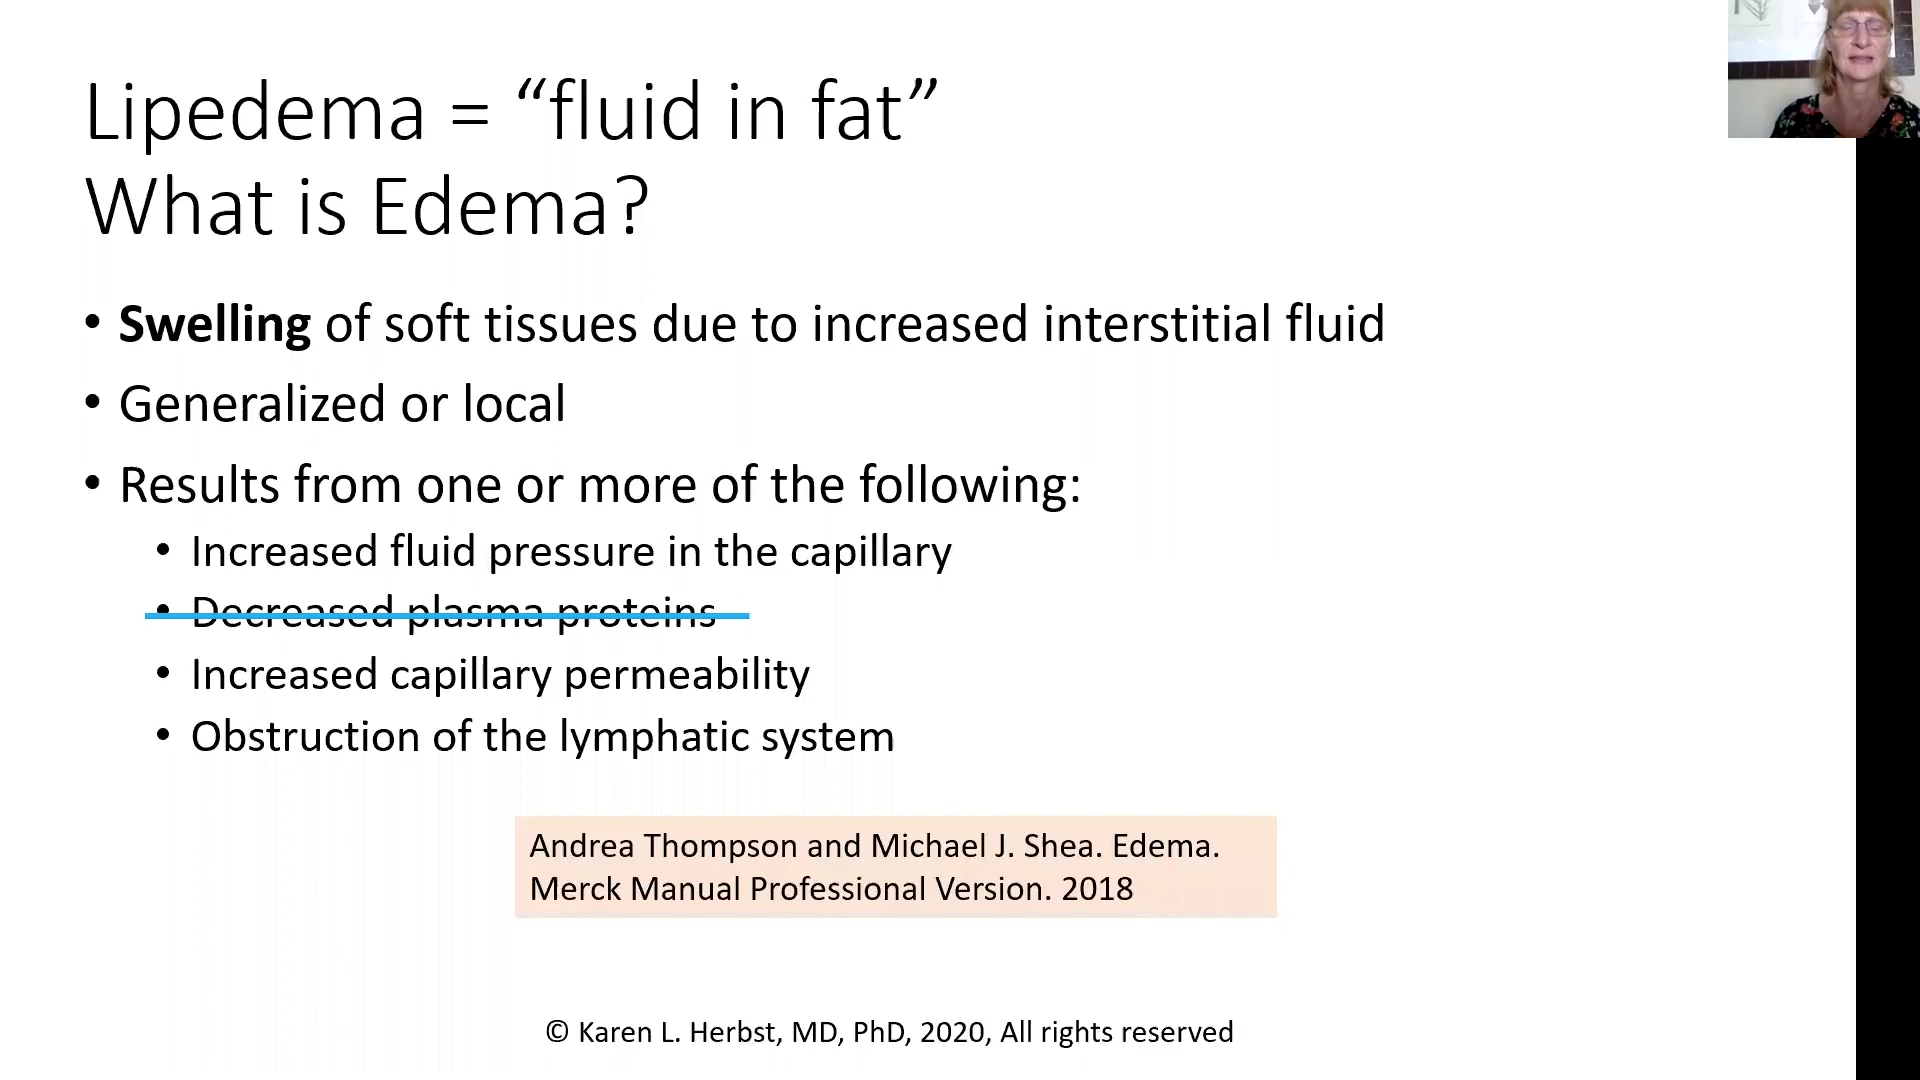 Lipedema = “fluid in fat”
What is Edema?
• Swelling of soft tissues due to increased interstitial fluid
• Generalized or local
• Results from one or more of the following:
• Increased fluid pressure in the capillary
• Decreased plasma proteins
• Increased capillary permeability
• Obstruction of the lymphatic system
Andrea Thompson and Michael J. Shea. Edema.
Merck Manual Professional Version. 2018
© Karen L. Herbst, MD, PhD, 2020, All rights reserved